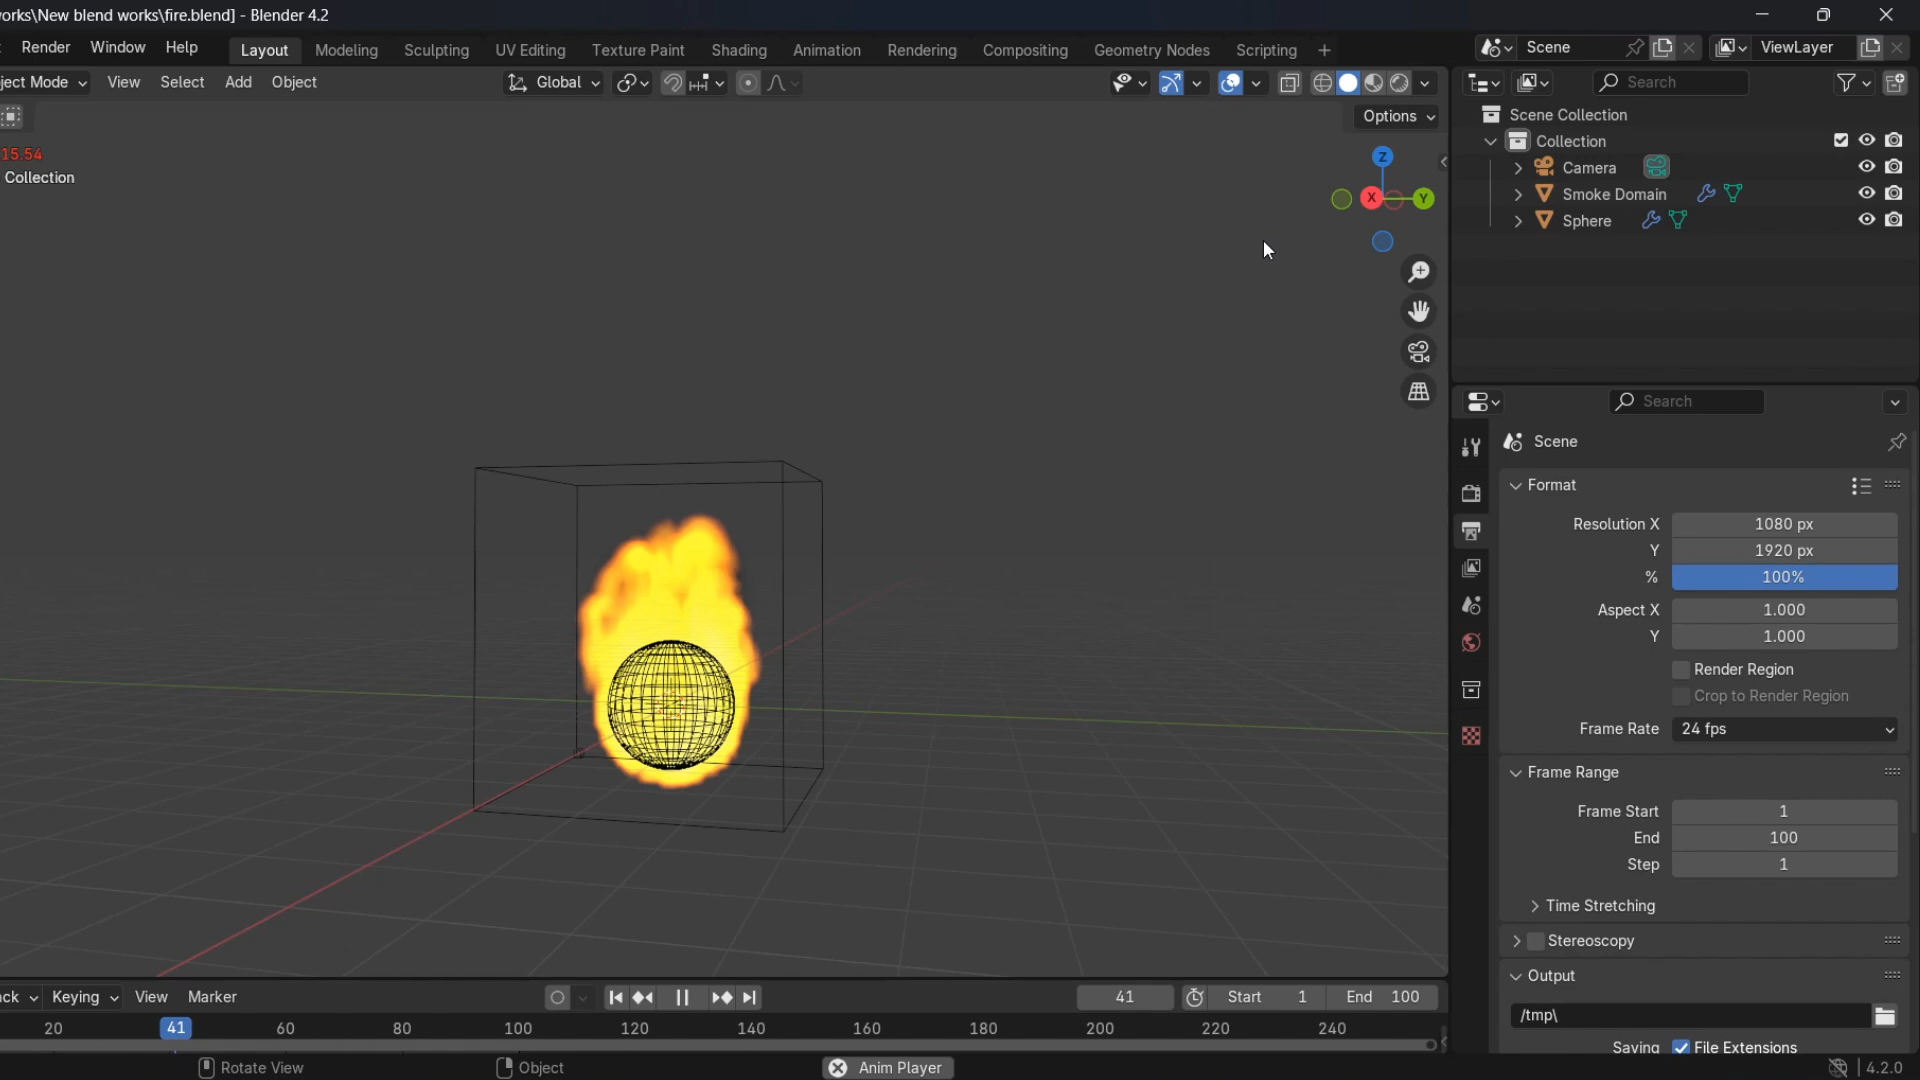 orks\New blend works\fire.blend] - Blender 4.2
Render Window Help Layout Modeling Sculpting UV Editing Texture Paint Shading Animation Rendering Compositing Geometry Nodes Scripting + Scene ViewLayer
ject Mode View Select Add Object Global Search
Options
15.54
Collection
Z
X Y
Scene Collection
Collection
Camera
Smoke Domain
Sphere
Search
Scene
Format
Resolution X 1080 px
Y 1920 px
% 100%
Aspect X 1.000
Y 1.000
Render Region
Crop to Render Region
Frame Rate 24 fps
Frame Range
Frame Start 1
End 100
Step 1
Time Stretching
Stereoscopy
Output
/tmp\
Saving File Extensions
ck Keying View Marker 41 Start 1 End 100
20 41 60 80 100 120 140 160 180 200 220 240
Rotate View Object Anim Player 4.2.0